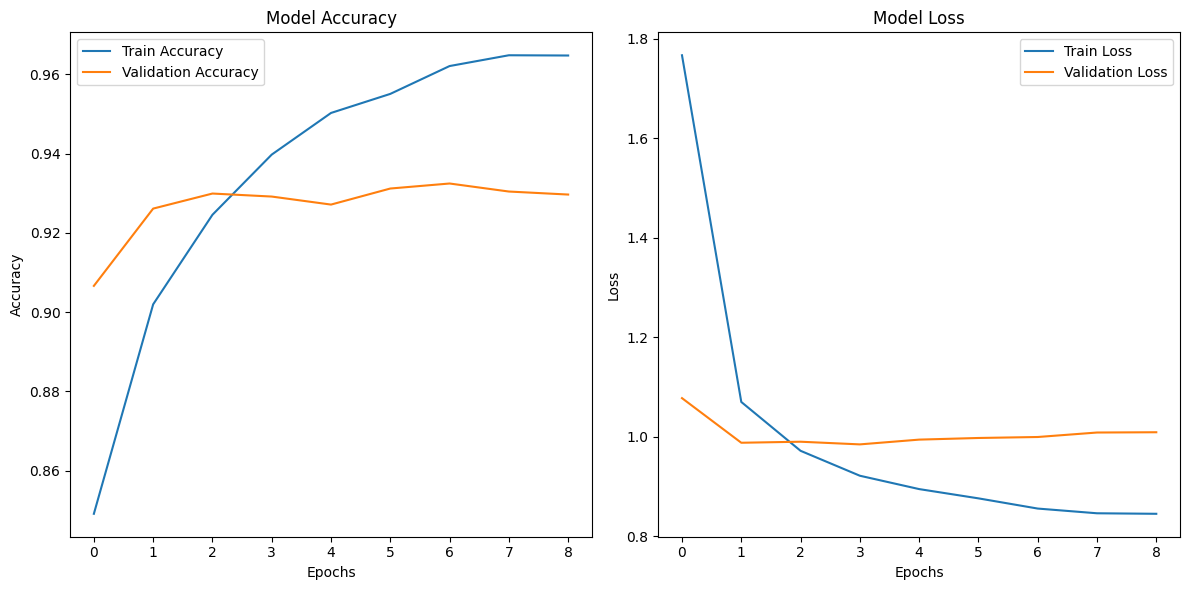 Model Accuracy
Train Accuracy
Validation Accuracy
0.96
0.94
0.92
0.90
0.88
0.86
Accuracy
0 1 2 3 4 5 6 7 8
Epochs
Model Loss
Train Loss
Validation Loss
1.8
1.6
1.4
1.2
1.0
0.8
Loss
0 1 2 3 4 5 6 7 8
Epochs